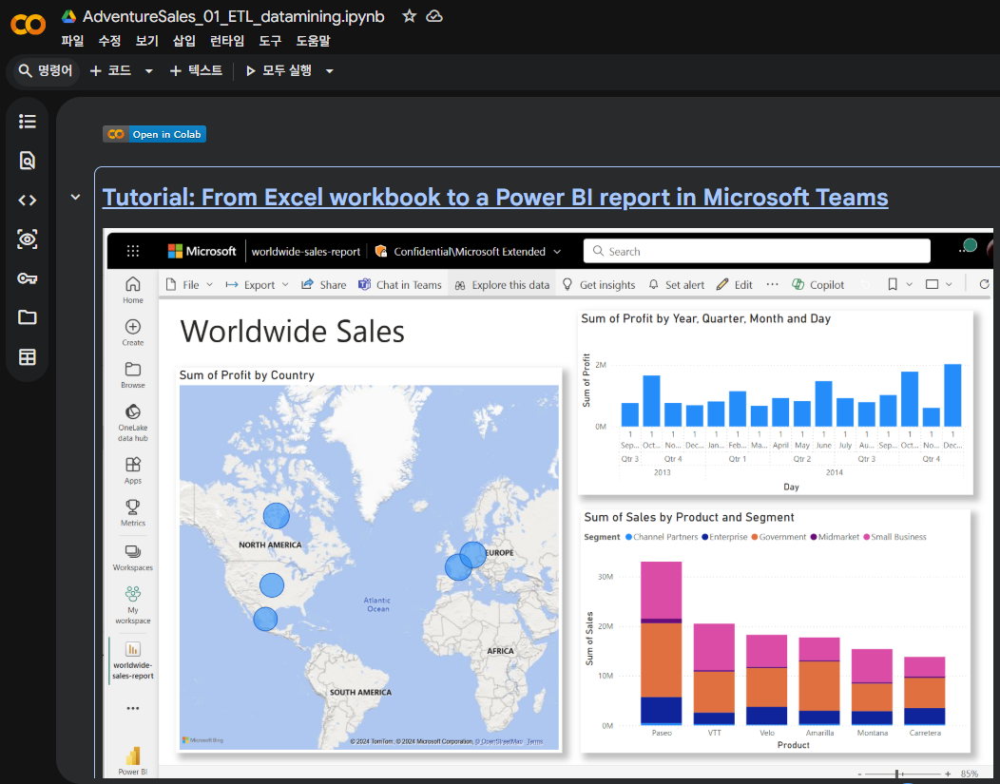 AdventureSales_01_ETL_datamining.ipynb
파일 수정 보기 삽입 런타임 도구 도움말
명령어 + 코드 + 텍스트 모두 실행
Open in Colab
Tutorial: From Excel workbook to a Power BI report in Microsoft Teams
Microsoft worldwide-sales-report Confidential\Microsoft Extended Search
File Export Share Chat in Teams Explore this data Get insights Set alert Edit ... Copilot
Home
Create
Browse
OneLake
data hub
Apps
Metrics
Workspaces
My
workspace
worldwide-
sales-report
...
Power BI
Worldwide Sales
Sum of Profit by Country
NORTH AMERICA
EUROPE
Atlantic
Ocean
AFRICA
SOUTH AMERICA
Microsoft Bing
© 2024 TomTom, © 2024 Microsoft Corporation, © OpenStreetMap Terms
Sum of Profit by Year, Quarter, Month and Day
Sum of Profit
2M
0M
1 1 1 1 1 1 1 1 1 1 1 1 1 1 1 1
Sep... Oct... No... Dec... Jan... Feb... Ma... April May June July Au... Sep... Oct... No... Dec...
Qtr 3 Qtr 4 Qtr 1 Qtr 2 Qtr 3 Qtr 4
2013 2014
Day
Sum of Sales by Product and Segment
Segment Channel Partners Enterprise Government Midmarket Small Business
Sum of Sales
30M
20M
10M
0M
Paseo VTT Velo Amarilla Montana Carretera
Product
- + 85%